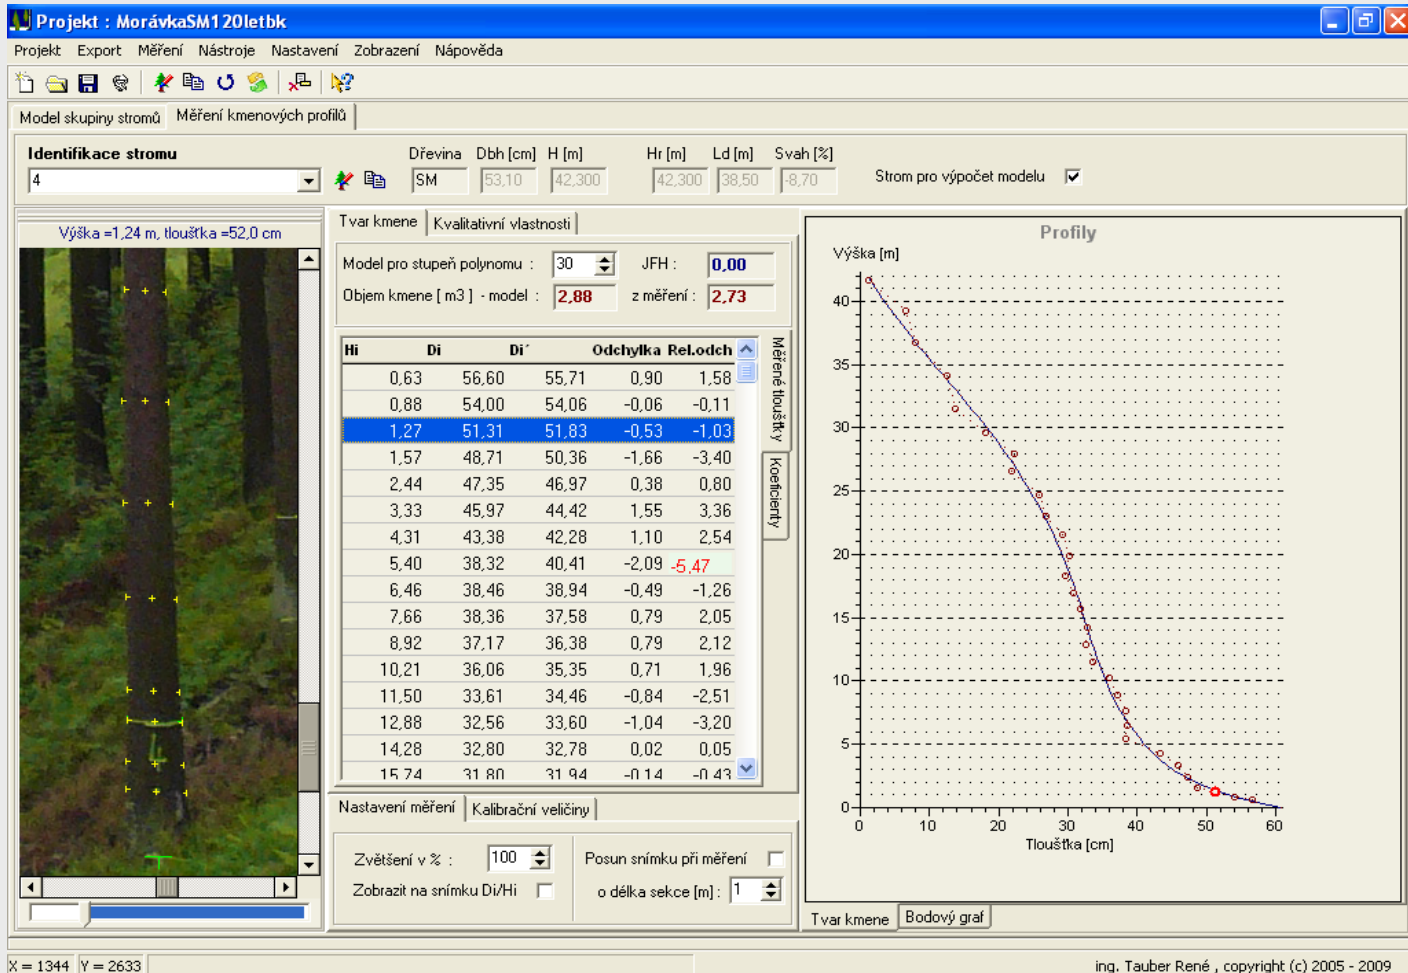 Projekt : MorávkaSM120letbk
Projekt Export Měření Nástroje Nastavení Zobrazení Nápověda
Model skupiny stromů Měření kmenových profilů
Identifikace stromu Dřevina Dbh [cm] H [m] Hr [m] Ld [m] Svah [%]
4 SM 53,10 42,300 42,300 38,50 -8,70 Strom pro výpočet modelu
Výška =1,24 m, tloušťka =52,0 cm
Tvar kmene Kvalitativní vlastnosti
Model pro stupeň polynomu : 30 JFH : 0,00
Objem kmene [ m3 ] - model : 2,88 z měření : 2,73
Hi Di Di´ Odchylka Rel.odch
0,63 56,60 55,71 0,90 1,58
0,88 54,00 54,06 -0,06 -0,11
1,27 51,31 51,83 -0,53 -1,03
1,57 48,71 50,36 -1,66 -3,40
2,44 47,35 46,97 0,38 0,80
3,33 45,97 44,42 1,55 3,36
4,31 43,38 42,28 1,10 2,54
5,40 38,32 40,41 -2,09 -5,47
6,46 38,46 38,94 -0,49 -1,26
7,66 38,36 37,58 0,79 2,05
8,92 37,17 36,38 0,79 2,12
10,21 36,06 35,35 0,71 1,96
11,50 33,61 34,46 -0,84 -2,51
12,88 32,56 33,60 -1,04 -3,20
14,28 32,80 32,78 0,02 0,05
15,74 31,80 31,94 -0,14 -0,43
Měřené tloušťky
Koeficienty
Nastavení měření Kalibrační veličiny
Zvětšení v % : 100 Posun snímku při měření
Zobrazit na snímku Di/Hi o délka sekce [m] : 1
Profily
Výška [m]
40
35
30
25
20
15
10
5
0
0 10 20 30 40 50 60
Tloušťka [cm]
Tvar kmene Bodový graf
X = 1344 Y = 2633 ing. Tauber René , copyright (c) 2005 - 2009